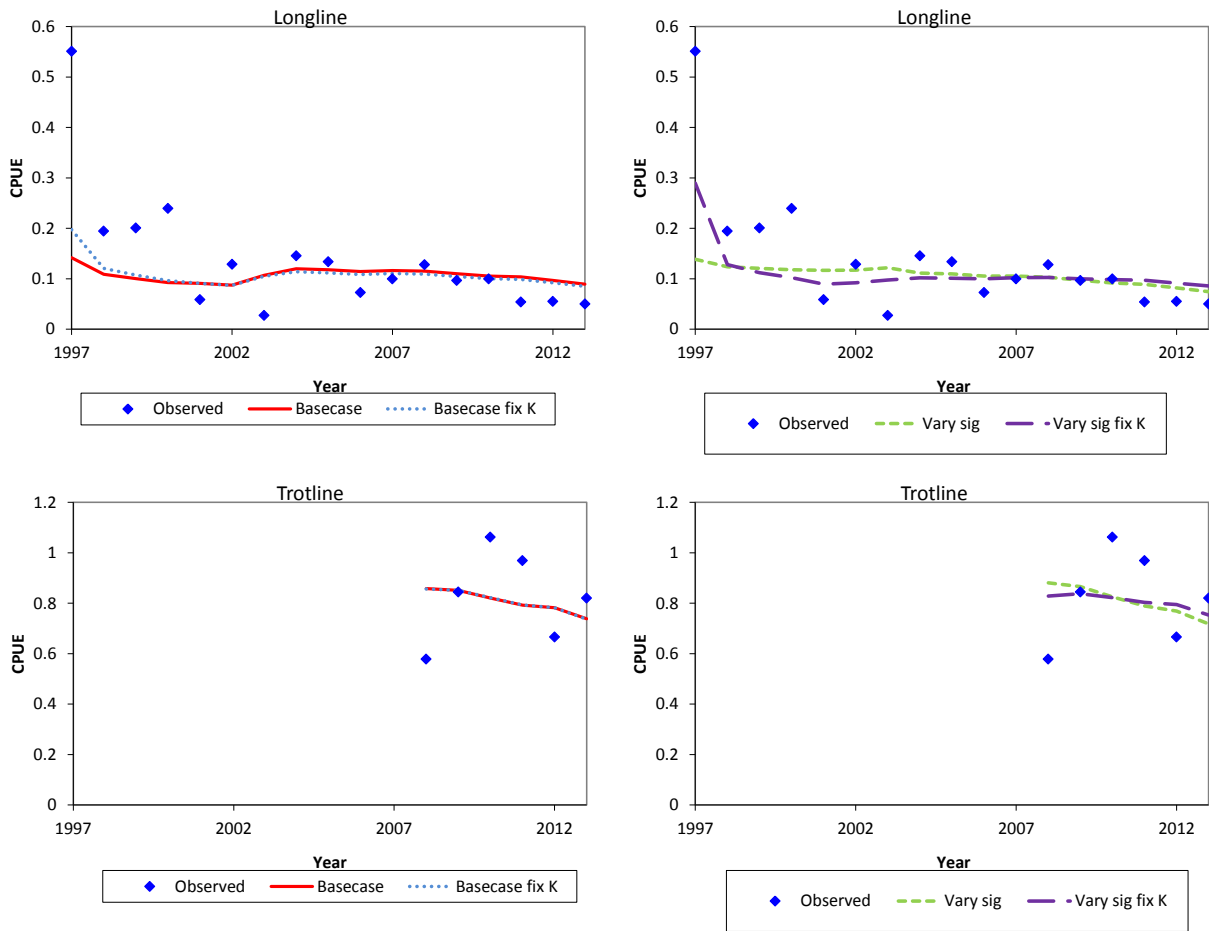 Longline
0.6
0.5
0.4
0.3
0.2
0.1
0
CPUE
1997 2002 2007 2012
Year
Observed Basecase Basecase fix K
Longline
0.6
0.5
0.4
0.3
0.2
0.1
0
CPUE
1997 2002 2007 2012
Year
Observed Vary sig Vary sig fix K
Trotline
1.2
1
0.8
0.6
0.4
0.2
0
CPUE
1997 2002 2007 2012
Year
Observed Basecase Basecase fix K
Trotline
1.2
1
0.8
0.6
0.4
0.2
0
CPUE
1997 2002 2007 2012
Year
Observed Vary sig Vary sig fix K